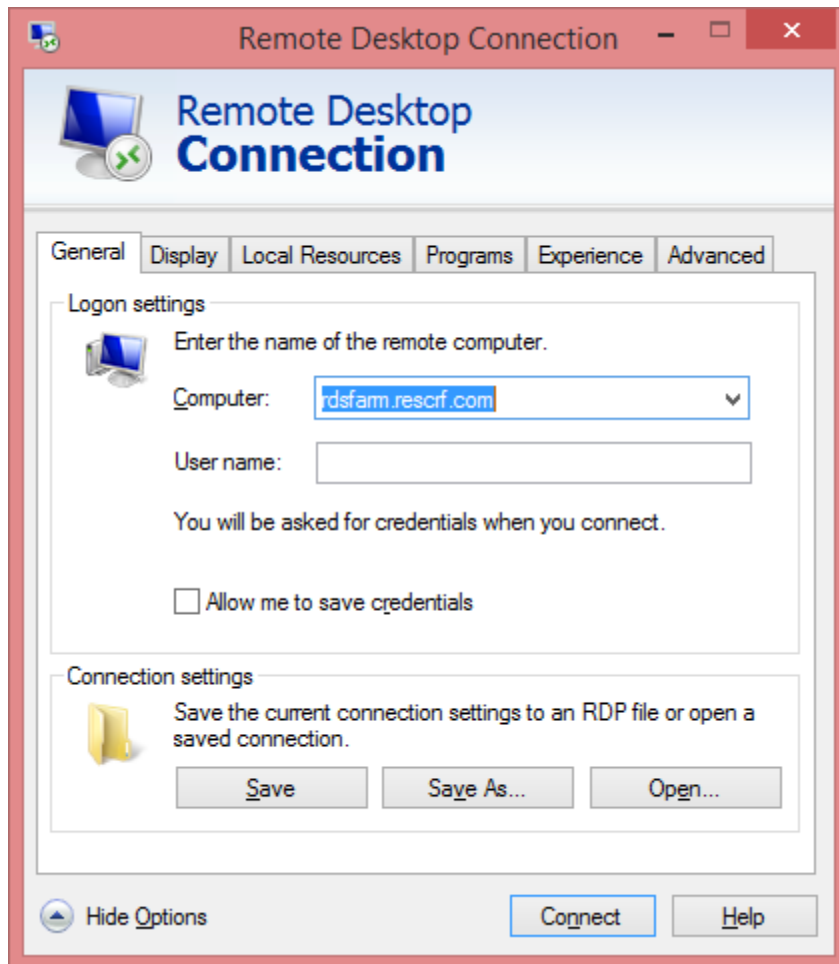 Remote Desktop Connection
Remote Desktop
Connection
General Display Local Resources Programs Experience Advanced
Logon settings
Enter the name of the remote computer.
Computer: rdsfarm.rescrf.com
User name:
You will be asked for credentials when you connect.
Allow me to save credentials
Connection settings
Save the current connection settings to an RDP file or open a
saved connection.
Save Save As... Open...
Hide Options Connect Help